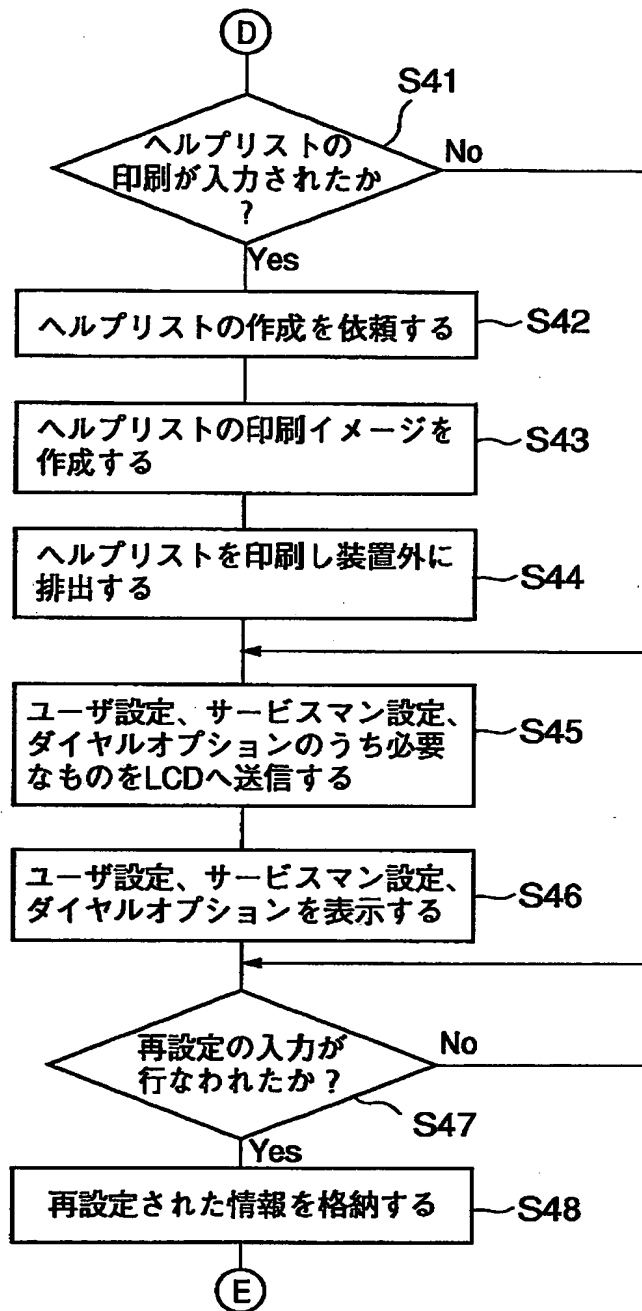 D
S41
ヘルプリストの
印刷が入力されたか
?
No
Yes
ヘルプリストの作成を依頼する
S42
ヘルプリストの印刷イメージを
作成する
S43
ヘルプリストを印刷し装置外に
排出する
S44
ユーザ設定、サービスマン設定、
ダイヤルオプションのうち必要
なものをLCDへ送信する
S45
ユーザ設定、サービスマン設定、
ダイヤルオプションを表示する
S46
再設定の入力が
行なわれたか?
No
S47
Yes
再設定された情報を格納する
S48
E